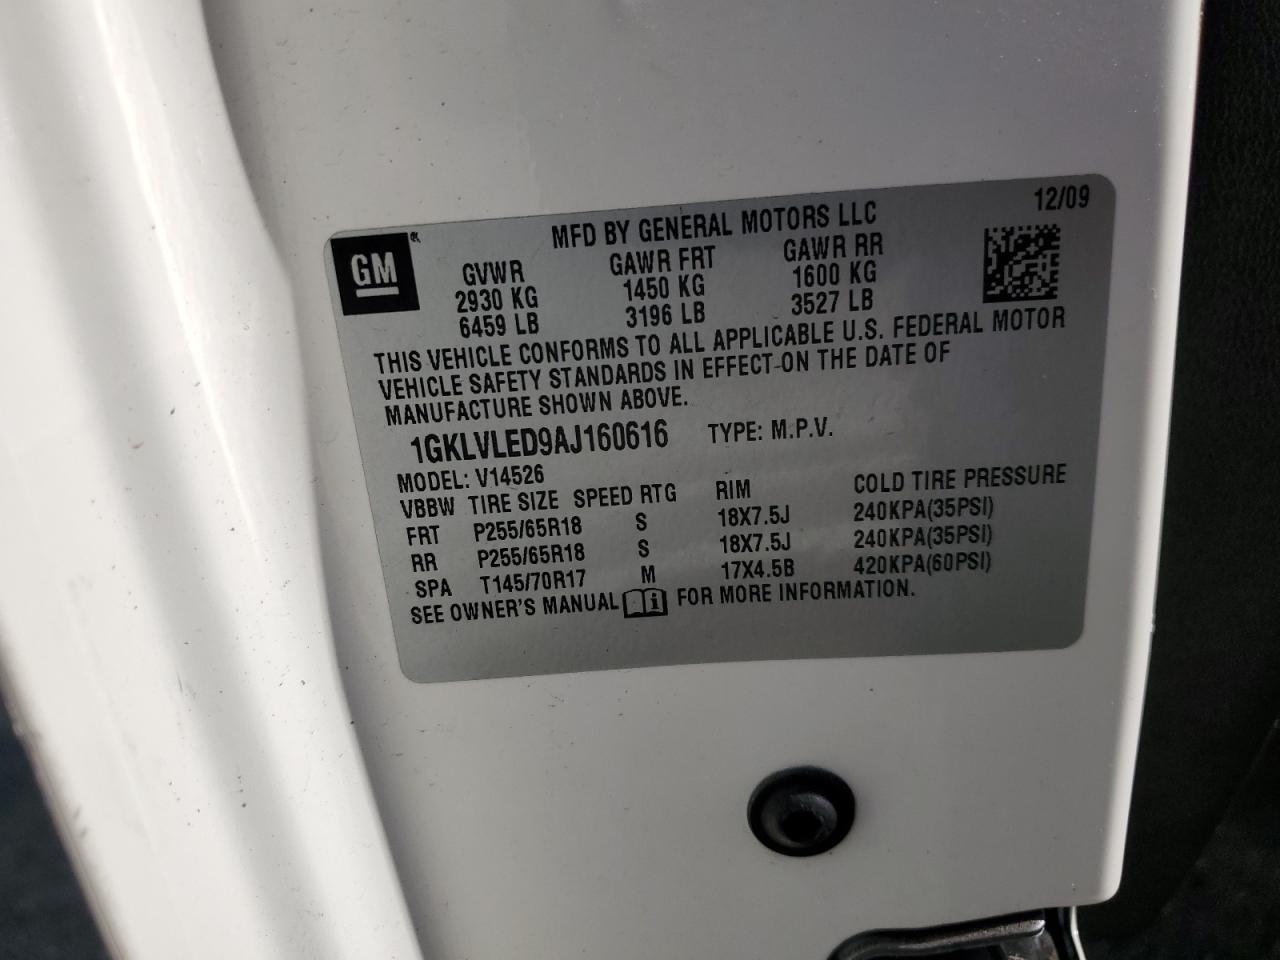 12/09
MFD BY GENERAL MOTORS LLC
GM
GVWR GAWR FRT GAWR RR
2930 KG 1450 KG 1600 KG
6459 LB 3196 LB 3527 LB
THIS VEHICLE CONFORMS TO ALL APPLICABLE U.S. FEDERAL MOTOR
VEHICLE SAFETY STANDARDS IN EFFECT ON THE DATE OF
MANUFACTURE SHOWN ABOVE.
1GKLVLED9AJ160616 TYPE: M.P.V.
MODEL: V14526
VBBW TIRE SIZE SPEED RTG RIM COLD TIRE PRESSURE
FRT P255/65R18 S 18X7.5J 240KPA(35PSI)
RR P255/65R18 S 18X7.5J 240KPA(35PSI)
SPA T145/70R17 M 17X4.5B 420KPA(60PSI)
SEE OWNER'S MANUAL FOR MORE INFORMATION.